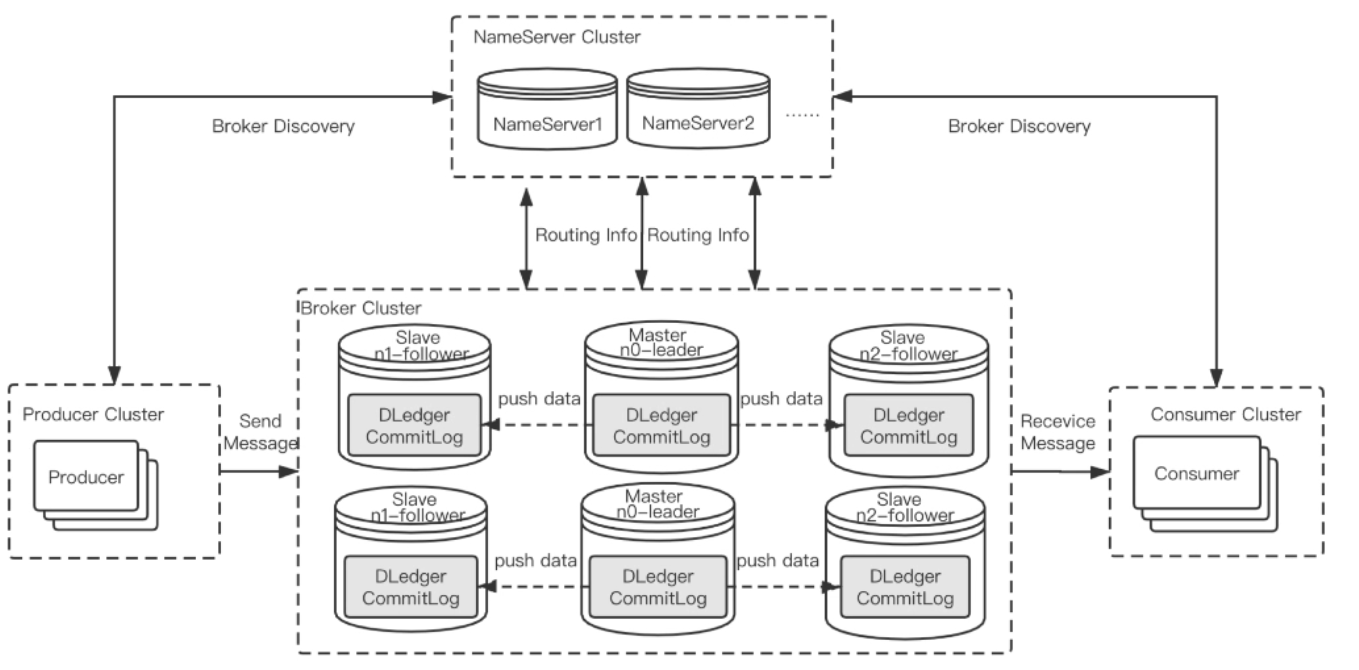 NameServer Cluster
NameServer1
NameServer2
......
Broker Discovery
Broker Discovery
Routing Info
Routing Info
Broker Cluster
Slave
n1-follower
Master
n0-leader
Slave
n2-follower
DLedger
CommitLog
push data
DLedger
CommitLog
push data
DLedger
CommitLog
Producer Cluster
Producer
Send
Message
Recevice
Message
Consumer Cluster
Consumer
Slave
n1-follower
Master
n0-leader
Slave
n2-follower
DLedger
CommitLog
push data
DLedger
CommitLog
push data
DLedger
CommitLog